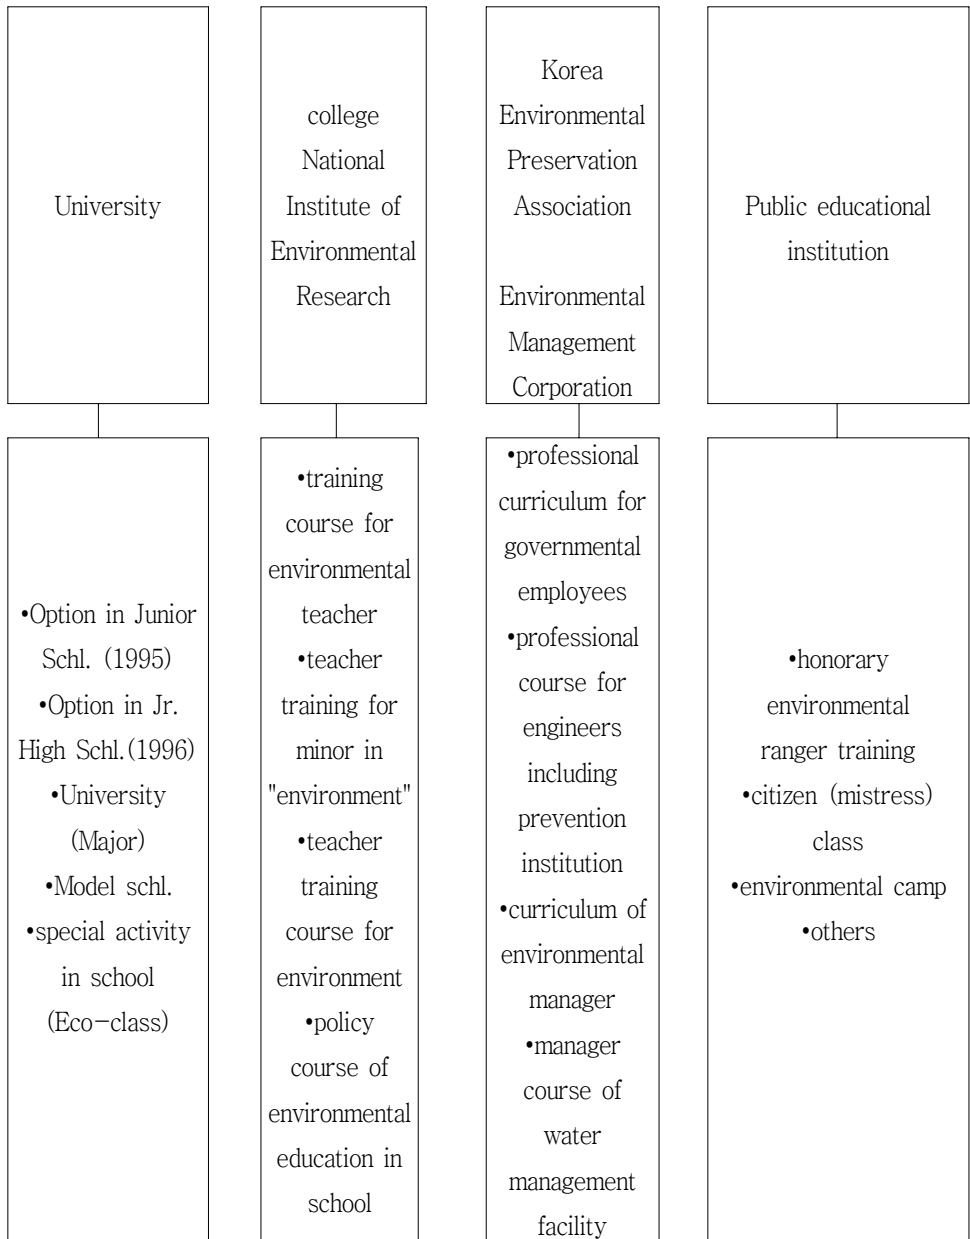 University
college
National
Institute of
Environmental
Research
Korea
Environmental
Preservation
Association
Environmental
Management
Corporation
Public educational
institution
•Option in Junior
Schl. (1995)
•Option in Jr.
High Schl.(1996)
•University
(Major)
•Model schl.
•special activity
in school
(Eco-class)
•training
course for
environmental
teacher
•teacher
training for
minor in
"environment"
•teacher
training
course for
environment
•policy
course of
environmental
education in
school
•professional
curriculum for
governmental
employees
•professional
course for
engineers
including
prevention
institution
•curriculum of
environmental
manager
•manager
course of
water
management
facility
•honorary
environmental
ranger training
•citizen (mistress)
class
•environmental camp
•others